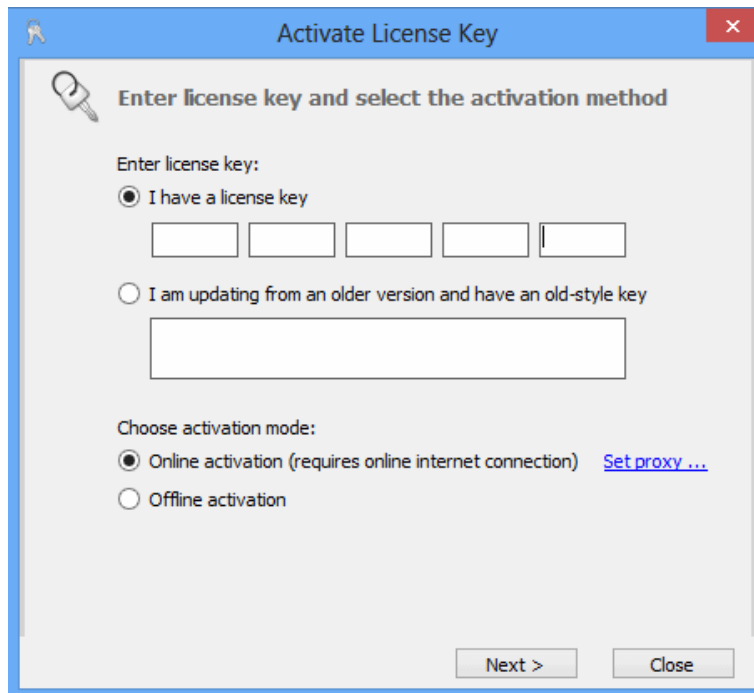 Activate License Key
Enter license key and select the activation method
Enter license key:
I have a license key
I am updating from an older version and have an old-style key
Choose activation mode:
Online activation (requires online internet connection) Set proxy ...
Offline activation
Next > Close